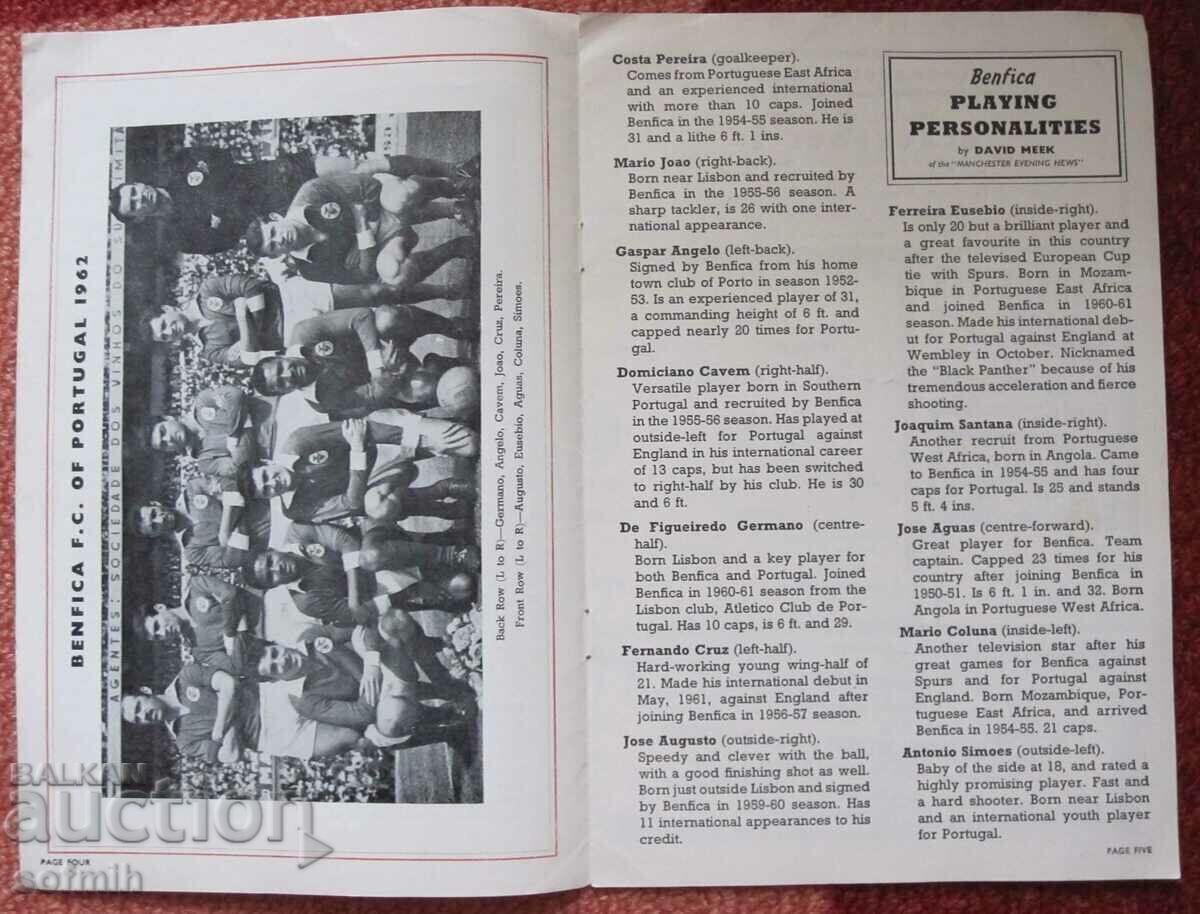 BENFICA F.C. OF PORTUGAL 1962
AGENTES: SOCIEDADE DOS VINHOS DO
Back Row (L to R)—Germano, Angelo, Cavem, Joao, Cruz, Pereira.
Front Row (L to R)—Augusto, Eusebio, Aguas, Coluna, Simoes.
PAGE FOUR
Costa Pereira (goalkeeper).
Comes from Portuguese East Africa
and an experienced international
with more than 10 caps. Joined
Benfica in the 1954-55 season. He is
31 and a lithe 6 ft. 1 ins.
Mario Joao (right-back).
Born near Lisbon and recruited by
Benfica in the 1955-56 season. A
sharp tackler, is 26 with one inter-
national appearance.
Gaspar Angelo (left-back).
Signed by Benfica from his home
town club of Porto in season 1952-
53. Is an experienced player of 31,
a commanding height of 6 ft. and
capped nearly 20 times for Portu-
gal.
Domiciano Cavem (right-half).
Versatile player born in Southern
Portugal and recruited by Benfica
in the 1955-56 season. Has played at
outside-left for Portugal against
England in his international career
of 13 caps, but has been switched
to right-half by his club. He is 30
and 6 ft.
De Figueiredo Germano (centre-
half).
Born Lisbon and a key player for
both Benfica and Portugal. Joined
Benfica in 1960-61 season from the
Lisbon club, Atletico Club de Por-
tugal. Has 10 caps, is 6 ft. and 29.
Fernando Cruz (left-half).
Hard-working young wing-half of
21. Made his international debut in
May, 1961, against England after
joining Benfica in 1956-57 season.
Jose Augusto (outside-right).
Speedy and clever with the ball,
with a good finishing shot as well.
Born just outside Lisbon and signed
by Benfica in 1959-60 season. Has
11 international appearances to his
credit.
Benfica
PLAYING
PERSONALITIES
by DAVID MEEK
of the "MANCHESTER EVENING NEWS"
Ferreira Eusebio (inside-right).
Is only 20 but a brilliant player and
a great favourite in this country
after the televised European Cup
tie with Spurs. Born in Mozam-
bique in Portuguese East Africa
and joined Benfica in 1960-61
season. Made his international deb-
ut for Portugal against England at
Wembley in October. Nicknamed
the "Black Panther" because of his
tremendous acceleration and fierce
shooting.
Joaquim Santana (inside-right).
Another recruit from Portuguese
West Africa, born in Angola. Came
to Benfica in 1954-55 and has four
caps for Portugal. Is 25 and stands
5 ft. 4 ins.
Jose Aguas (centre-forward).
Great player for Benfica. Team
captain. Capped 23 times for his
country after joining Benfica in
1950-51. Is 6 ft. 1 in. and 32. Born
Angola in Portuguese West Africa.
Mario Coluna (inside-left).
Another television star after his
great games for Benfica against
Spurs and for Portugal against
England. Born Mozambique, Por-
tuguese East Africa, and arrived
Benfica in 1954-55. 21 caps.
Antonio Simoes (outside-left).
Baby of the side at 18, and rated a
highly promising player. Fast and
a hard shooter. Born near Lisbon
and an international youth player
for Portugal.
PAGE FIVE
BALKAN
auction
sofmih